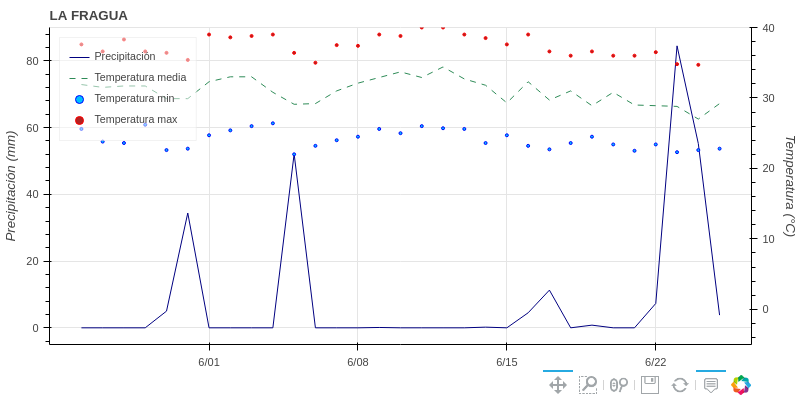 LA FRAGUA
Precipitación
Temperatura media
Temperatura min
Temperatura max
Precipitación (mm)
80
60
40
20
0
Temperatura (°C)
40
30
20
10
0
6/01
6/08
6/15
6/22